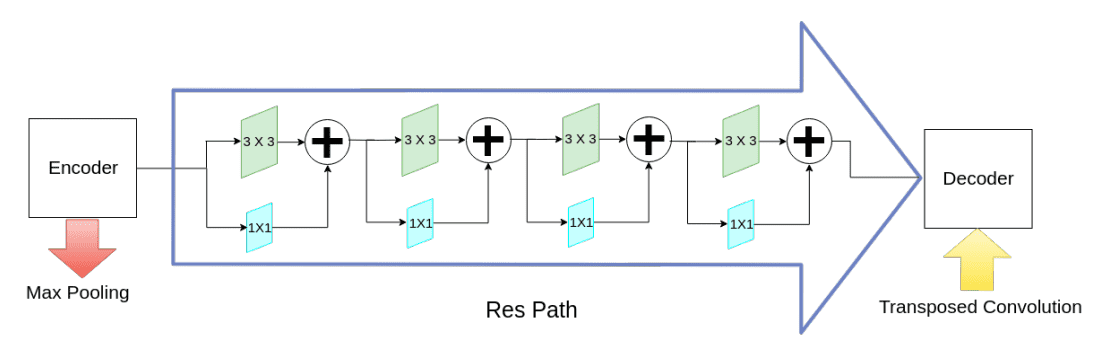 Encoder
3 X 3
3 X 3
3 X 3
3 X 3
1X1
1X1
1X1
1X1
Decoder
Max Pooling
Res Path
Transposed Convolution